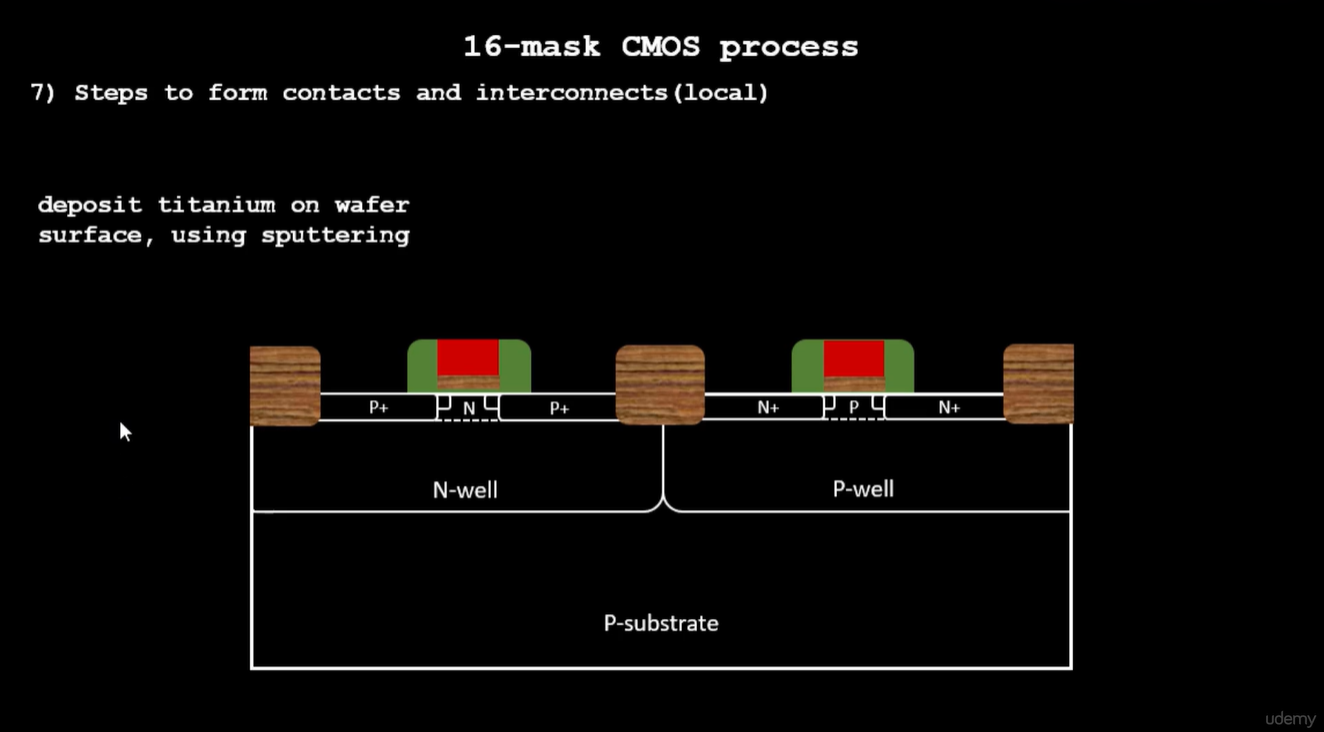 16-mask CMOS process
7) Steps to form contacts and interconnects(local)
deposit titanium on wafer
surface, using sputtering
P+ N P+ N+ P N+
N-well P-well
P-substrate
udemy